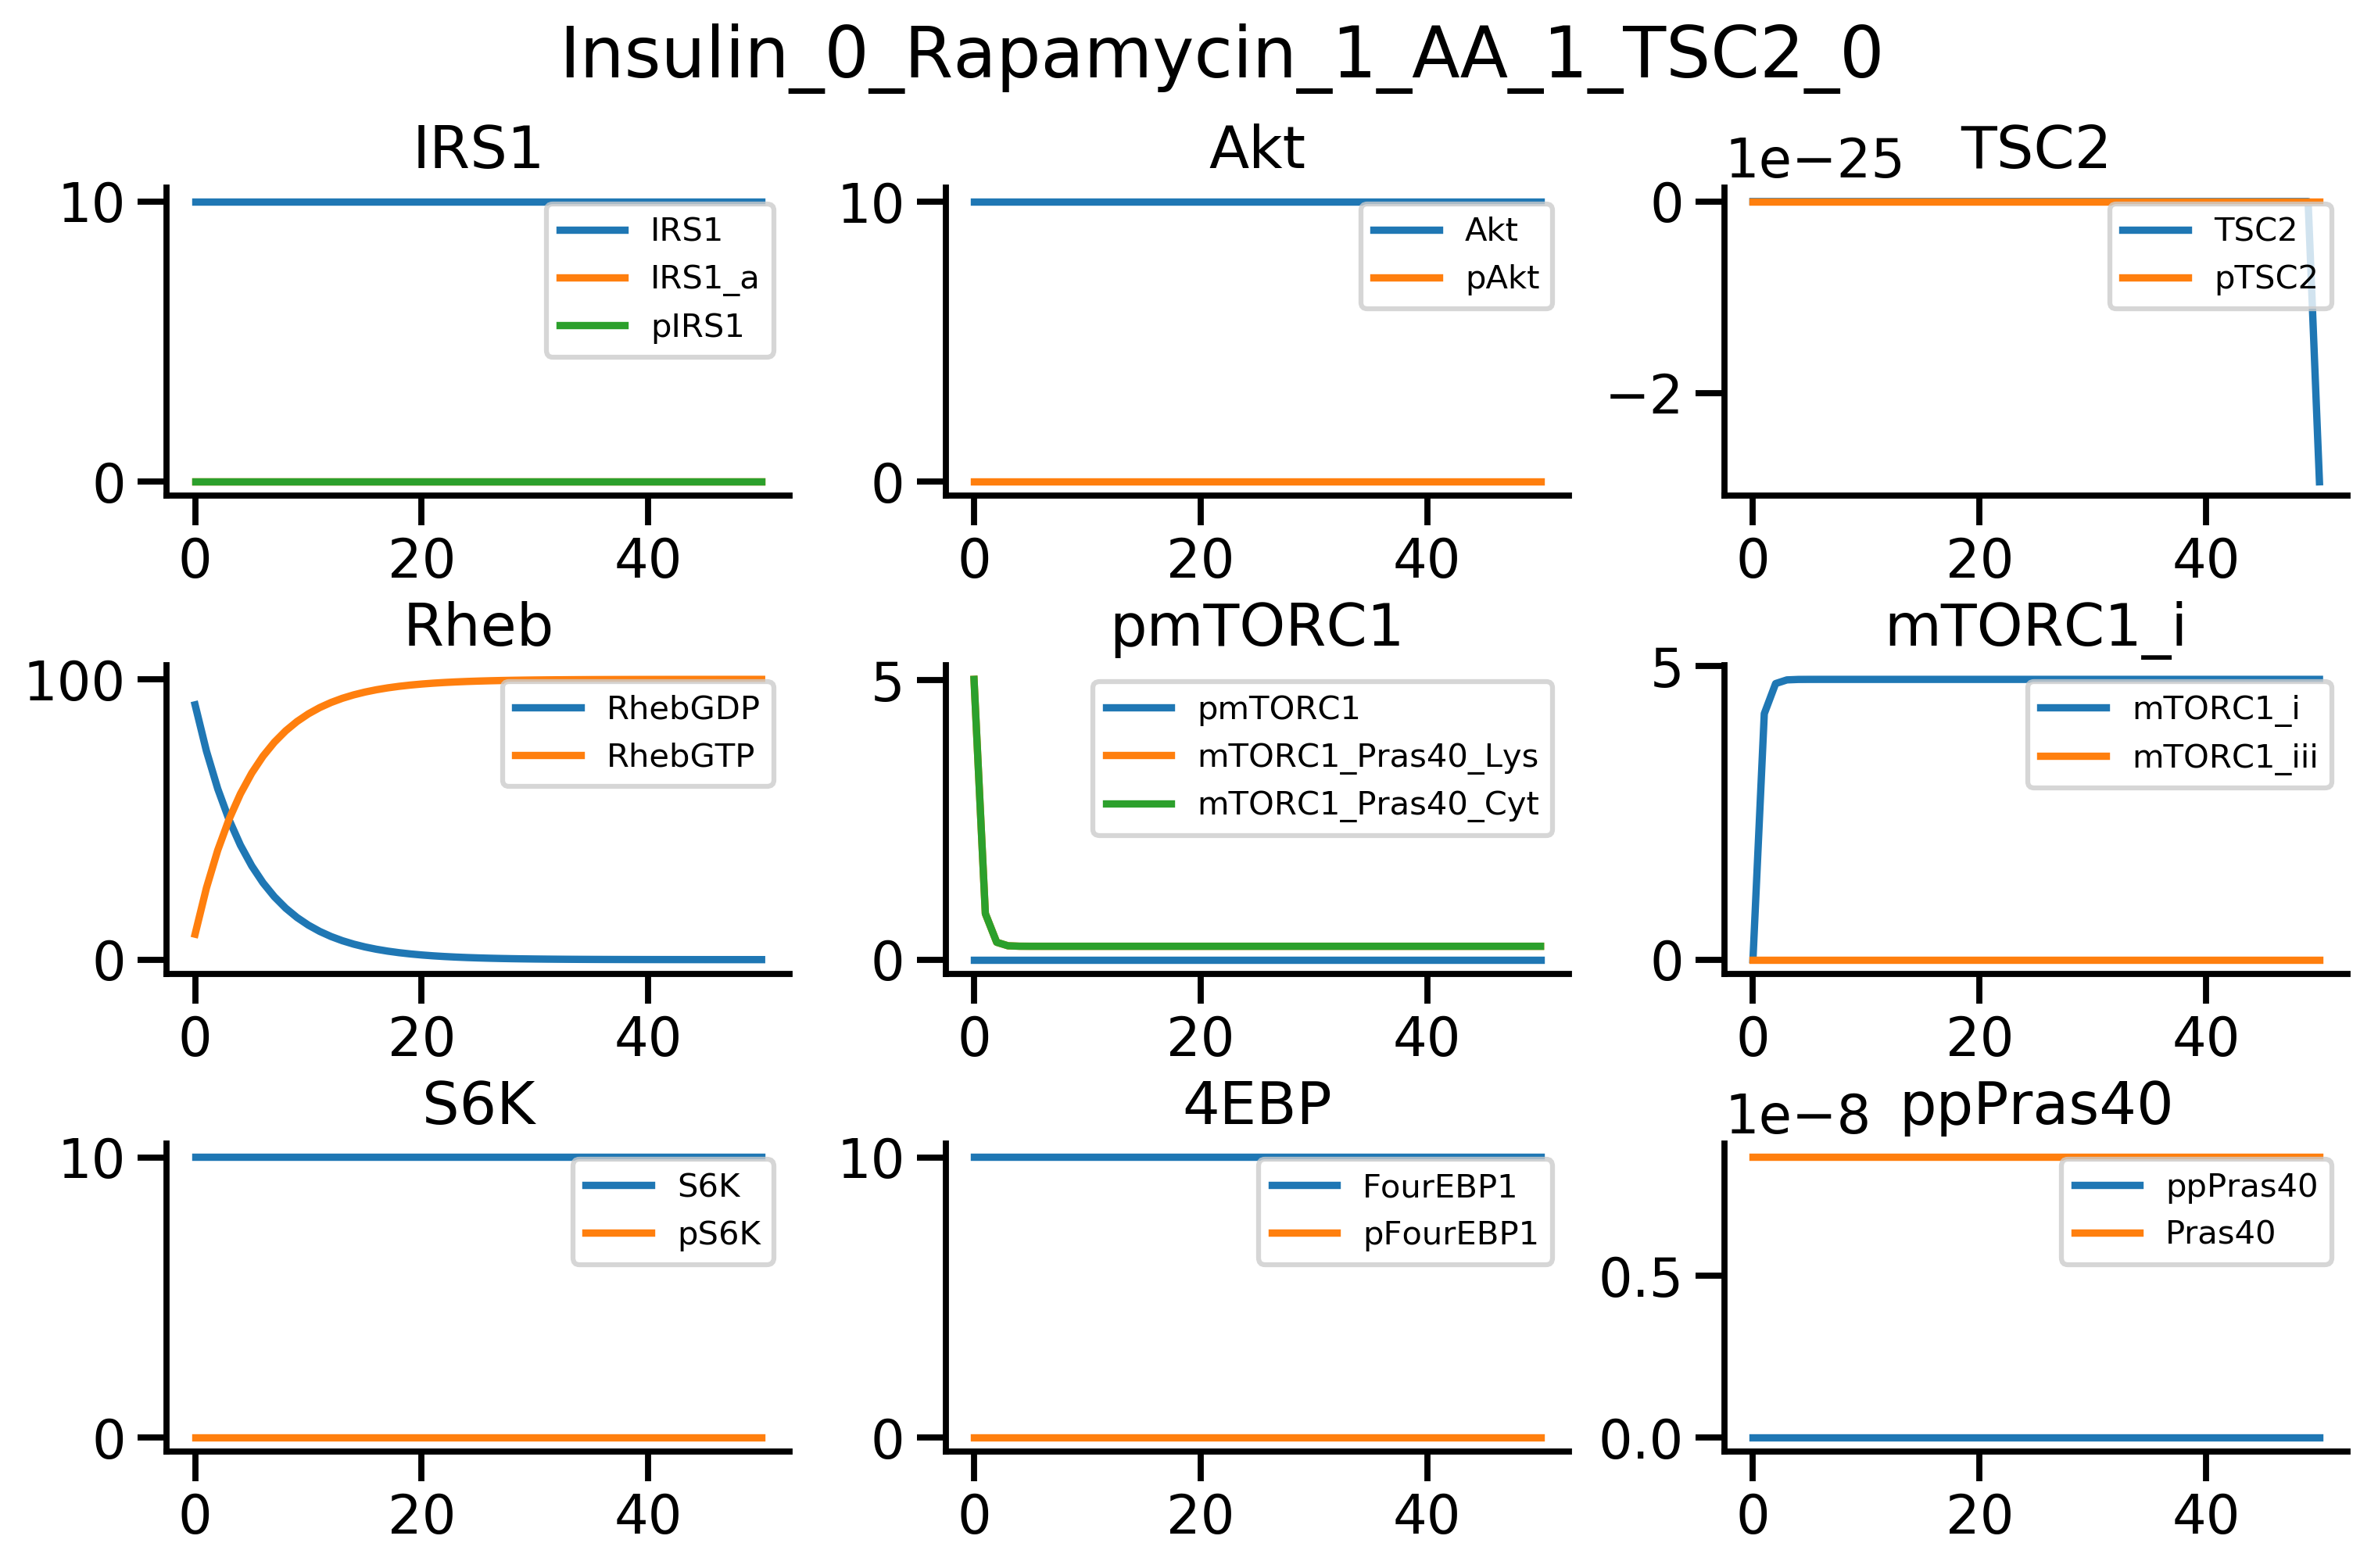 Insulin_0_Rapamycin_1_AA_1_TSC2_0
IRS1
10
0
0 20 40
IRS1
IRS1_a
pIRS1
Akt
10
0
0 20 40
Akt
pAkt
1e−25 TSC2
0
−2
0 20 40
TSC2
pTSC2
Rheb
100
0
0 20 40
RhebGDP
RhebGTP
pmTORC1
5
0
0 20 40
pmTORC1
mTORC1_Pras40_Lys
mTORC1_Pras40_Cyt
mTORC1_i
5
0
0 20 40
mTORC1_i
mTORC1_iii
S6K
10
0
0 20 40
S6K
pS6K
4EBP
10
0
0 20 40
FourEBP1
pFourEBP1
1e−8 ppPras40
0.5
0.0
0 20 40
ppPras40
Pras40